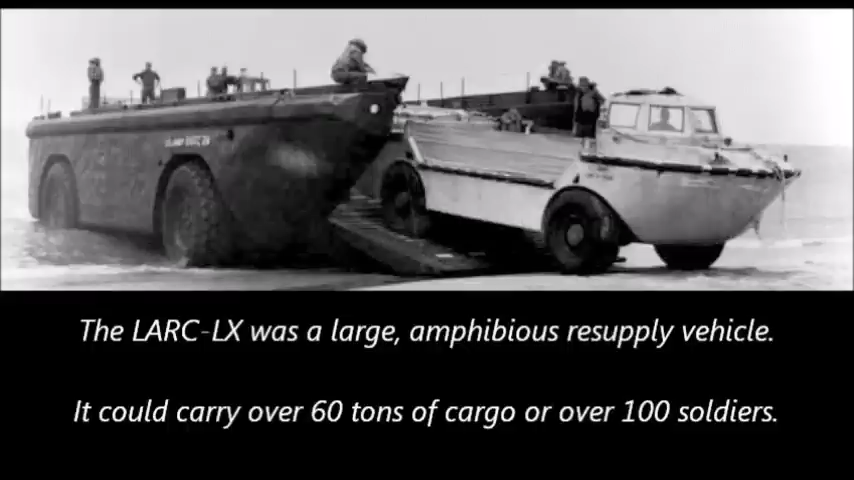 The LARC-LX was a large, amphibious resupply vehicle.
It could carry over 60 tons of cargo or over 100 soldiers.